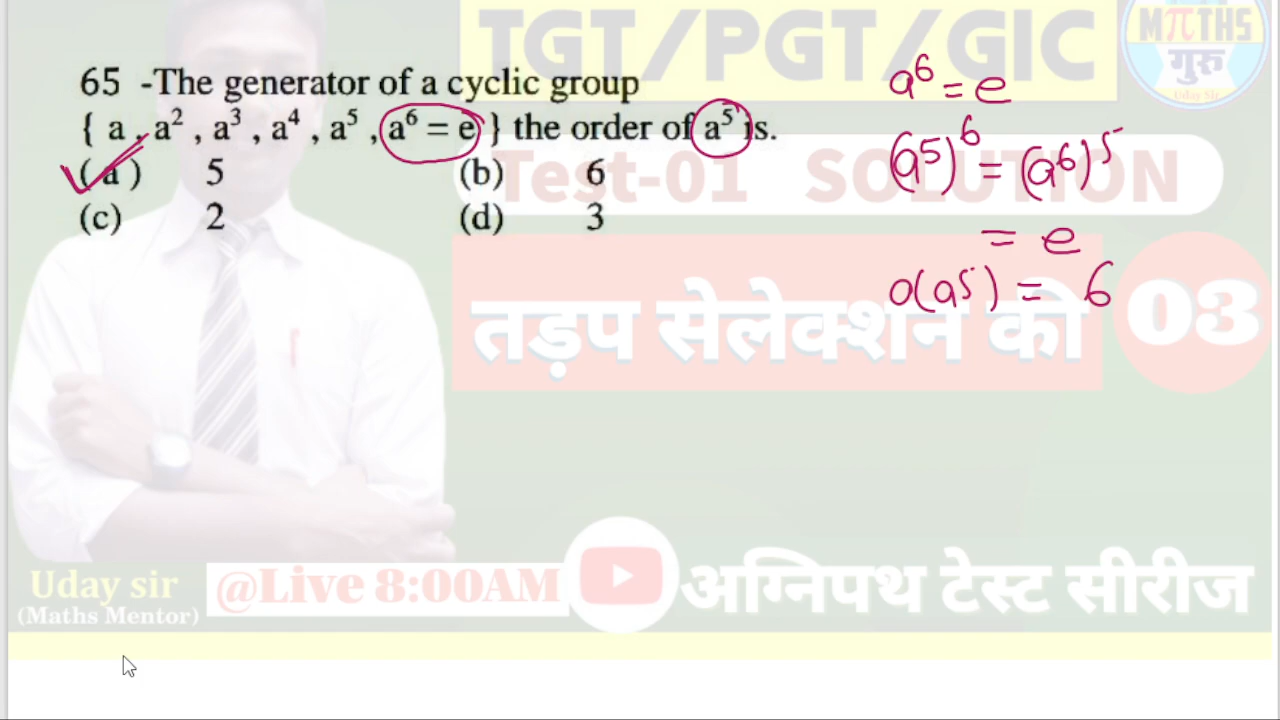 TGT/PGT/GIC
MπTHS
गुरु
Uday Sir
65 -The generator of a cyclic group
{ a , a² , a³ , a⁴ , a⁵ , a⁶ = e } the order of a⁵ is.
(a) 5 (b) 6
(c) 2 (d) 3
a⁶ = e
(a⁵)⁶ = (a⁶)⁵
= e
o(a⁵) = 6
Test-01 SOLUTION
तड़प सेलेक्शन की 03
Uday sir
(Maths Mentor)
@Live 8:00AM
अग्निपथ टेस्ट सीरीज